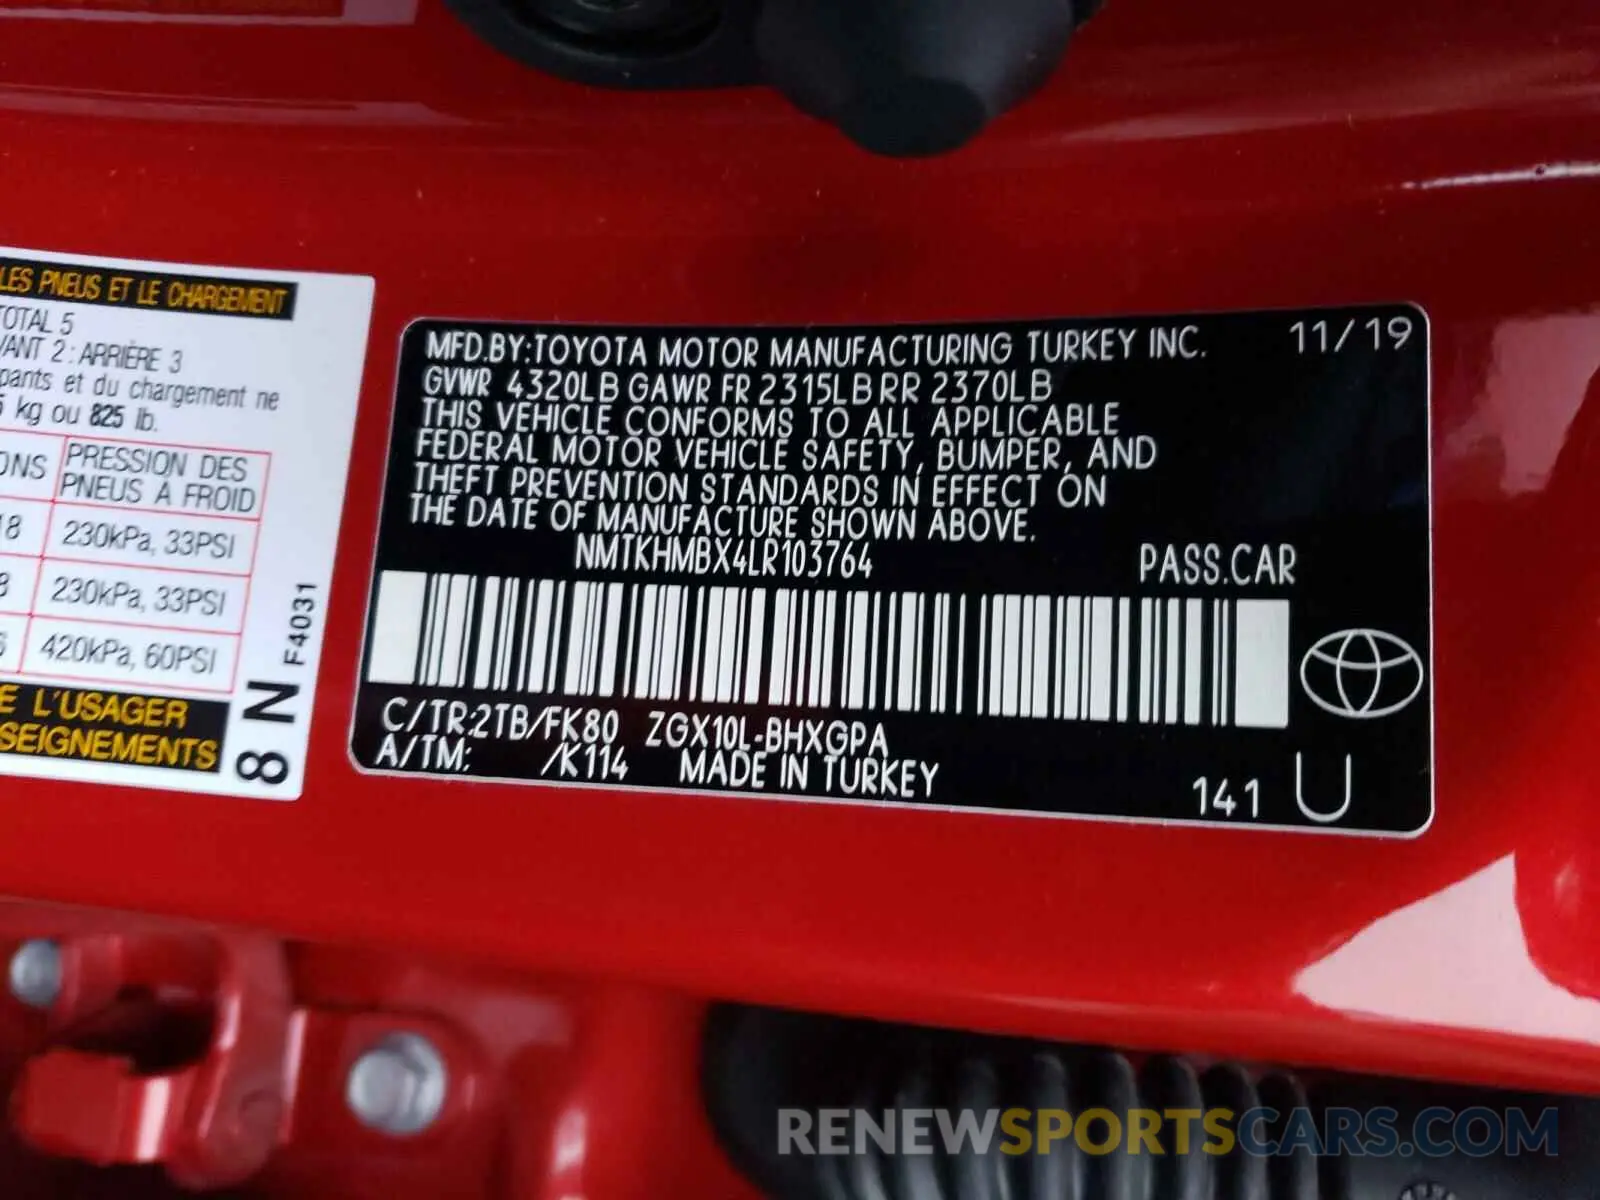 LES PNEUS ET LE CHARGEMENT
TOTAL 5
VANT 2 : ARRIÈRE 3
pants et du chargement ne
5 kg ou 825 lb.
ONS
PRESSION DES
PNEUS À FROID
18
230kPa, 33PSI
8
230kPa, 33PSI
420kPa, 60PSI
E L'USAGER
SEIGNEMENTS
F4031
8 N
MFD.BY:TOYOTA MOTOR MANUFACTURING TURKEY INC. 11/19
GVWR 4320LB GAWR FR 2315LB RR 2370LB
THIS VEHICLE CONFORMS TO ALL APPLICABLE
FEDERAL MOTOR VEHICLE SAFETY, BUMPER, AND
THEFT PREVENTION STANDARDS IN EFFECT ON
THE DATE OF MANUFACTURE SHOWN ABOVE.
NMTKHMBX4LR103764 PASS.CAR
C/TR:2TB/FK80 ZGX10L-BHXGPA
A/TM: /K114 MADE IN TURKEY
141 U
RENEWSPORTSCARS.COM